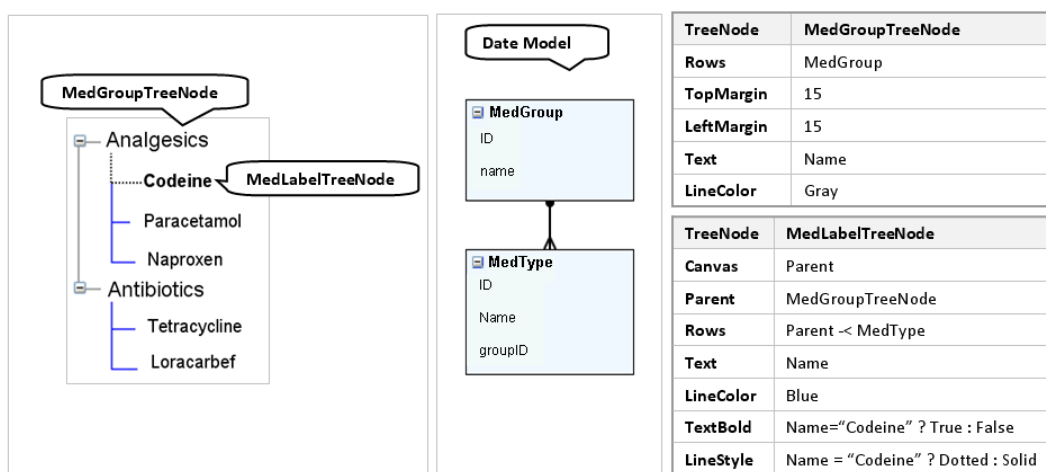 MedGroupTreeNode
Analgesics
Codeine
MedLabelTreeNode
Paracetamol
Naproxen
Antibiotics
Tetracycline
Loracarbef
Date Model
MedGroup
ID
name
MedType
ID
Name
groupID
TreeNode MedGroupTreeNode
Rows MedGroup
TopMargin 15
LeftMargin 15
Text Name
LineColor Gray
TreeNode MedLabelTreeNode
Canvas Parent
Parent MedGroupTreeNode
Rows Parent -< MedType
Text Name
LineColor Blue
TextBold Name=“Codeine” ? True : False
LineStyle Name = “Codeine” ? Dotted : Solid